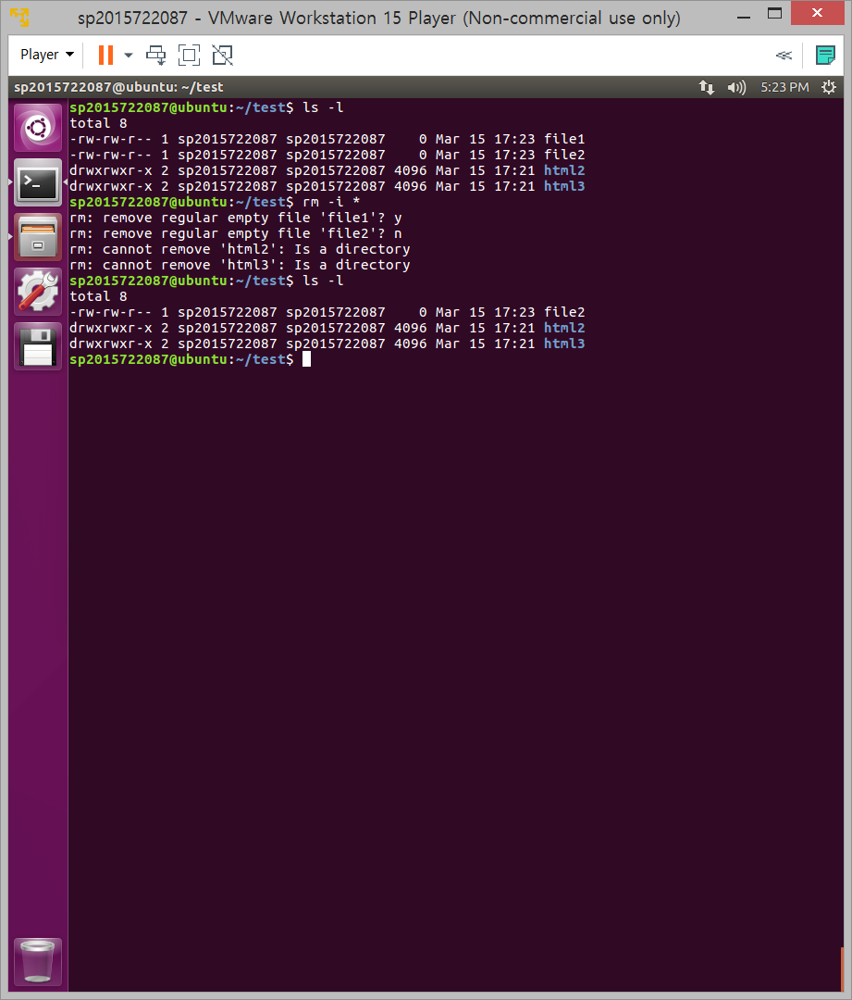 sp2015722087 - VMware Workstation 15 Player (Non-commercial use only)
Player
sp2015722087@ubuntu: ~/test 5:23 PM
sp2015722087@ubuntu:~/test$ ls -l
total 8
-rw-rw-r-- 1 sp2015722087 sp2015722087    0 Mar 15 17:23 file1
-rw-rw-r-- 1 sp2015722087 sp2015722087    0 Mar 15 17:23 file2
drwxrwxr-x 2 sp2015722087 sp2015722087 4096 Mar 15 17:21 html2
drwxrwxr-x 2 sp2015722087 sp2015722087 4096 Mar 15 17:21 html3
sp2015722087@ubuntu:~/test$ rm -i *
rm: remove regular empty file 'file1'? y
rm: remove regular empty file 'file2'? n
rm: cannot remove 'html2': Is a directory
rm: cannot remove 'html3': Is a directory
sp2015722087@ubuntu:~/test$ ls -l
total 8
-rw-rw-r-- 1 sp2015722087 sp2015722087    0 Mar 15 17:23 file2
drwxrwxr-x 2 sp2015722087 sp2015722087 4096 Mar 15 17:21 html2
drwxrwxr-x 2 sp2015722087 sp2015722087 4096 Mar 15 17:21 html3
sp2015722087@ubuntu:~/test$